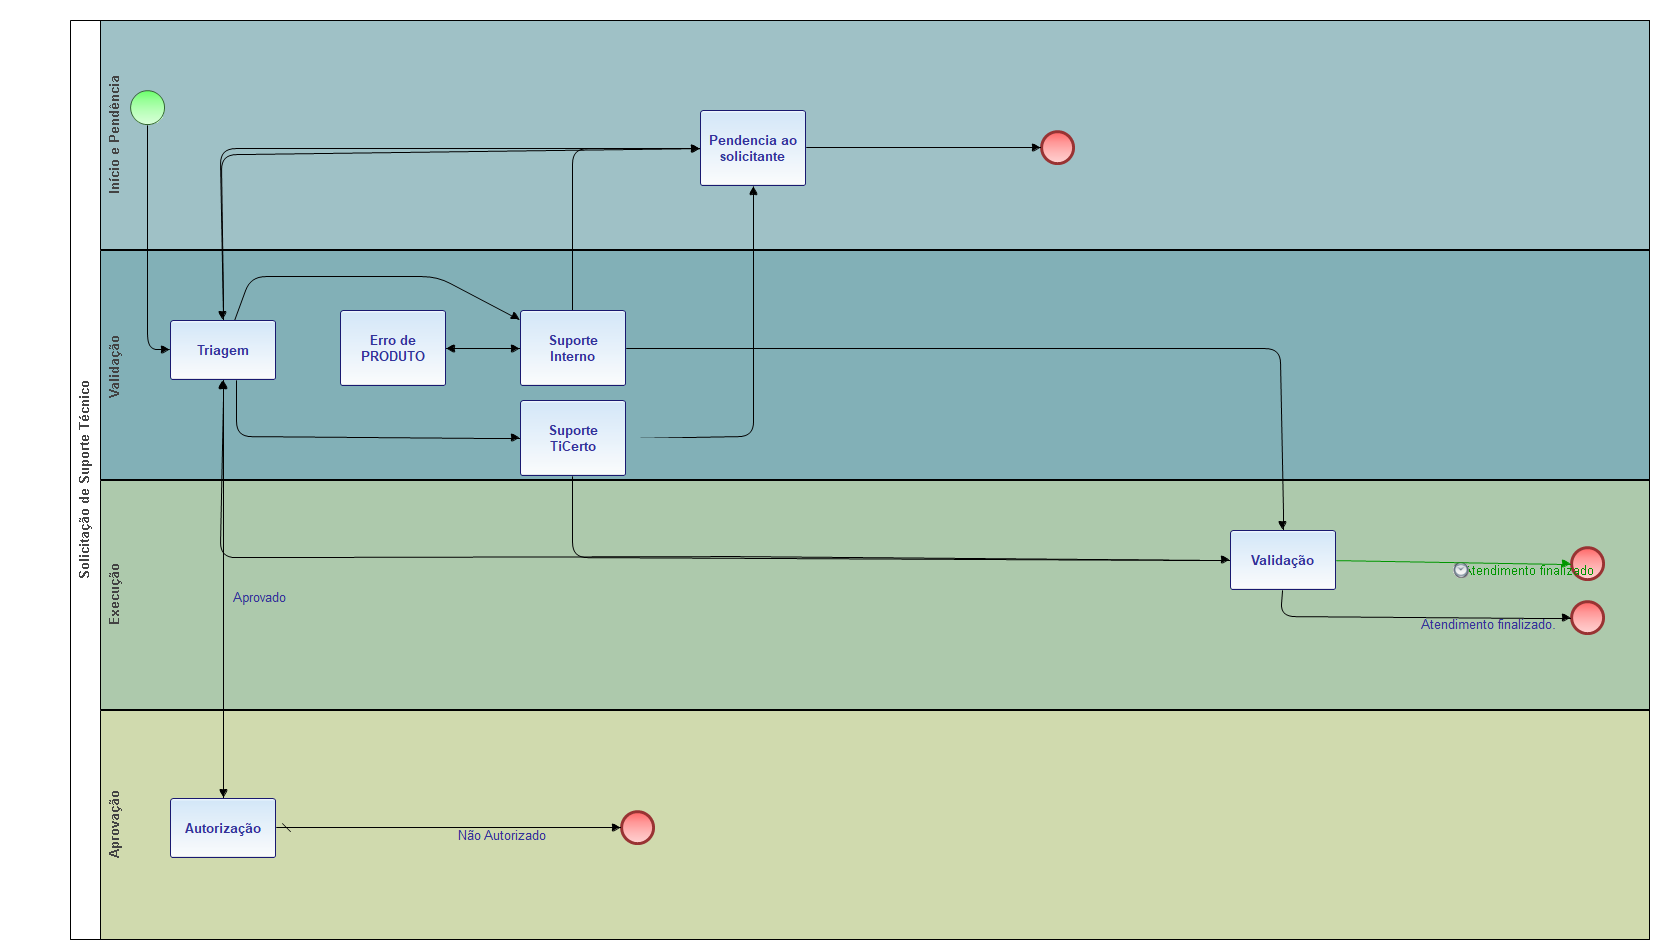 Solicitação de Suporte Técnico
Início e Pendência
Pendencia ao
solicitante
Validação
Triagem
Erro de
PRODUTO
Suporte
Interno
Suporte
TiCerto
Execução
Aprovado
Validação
Atendimento finalizado
Atendimento finalizado.
Aprovação
Autorização
Não Autorizado